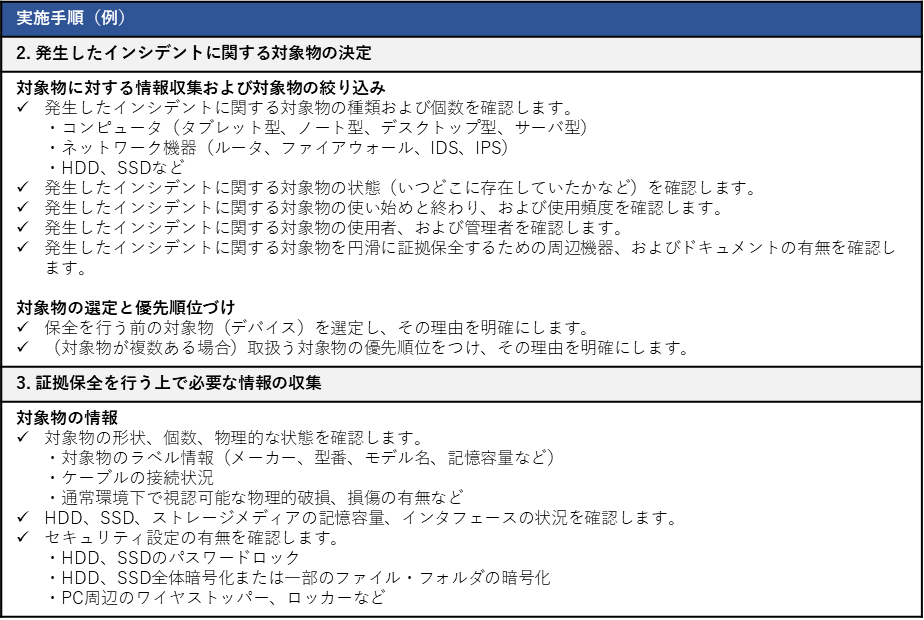 実施手順（例）
2. 発生したインシデントに関する対象物の決定
対象物に対する情報収集および対象物の絞り込み
✓ 発生したインシデントに関する対象物の種類および個数を確認します。
・コンピュータ（タブレット型、ノート型、デスクトップ型、サーバ型）
・ネットワーク機器（ルータ、ファイアウォール、IDS、IPS）
・HDD、SSDなど
✓ 発生したインシデントに関する対象物の状態（いつどこに存在していたかなど）を確認します。
✓ 発生したインシデントに関する対象物の使い始めと終わり、および使用頻度を確認します。
✓ 発生したインシデントに関する対象物の使用者、および管理者を確認します。
✓ 発生したインシデントに関する対象物を円滑に証拠保全するための周辺機器、およびドキュメントの有無を確認し
ます。
対象物の選定と優先順位づけ
✓ 保全を行う前の対象物（デバイス）を選定し、その理由を明確にします。
✓ （対象物が複数ある場合）取扱う対象物の優先順位をつけ、その理由を明確にします。
3. 証拠保全を行う上で必要な情報の収集
対象物の情報
✓ 対象物の形状、個数、物理的な状態を確認します。
・対象物のラベル情報（メーカー、型番、モデル名、記憶容量など）
・ケーブルの接続状況
・通常環境下で視認可能な物理的破損、損傷の有無など
✓ HDD、SSD、ストレージメディアの記憶容量、インタフェースの状況を確認します。
✓ セキュリティ設定の有無を確認します。
・HDD、SSDのパスワードロック
・HDD、SSD全体暗号化または一部のファイル・フォルダの暗号化
・PC周辺のワイヤストッパー、ロッカーなど